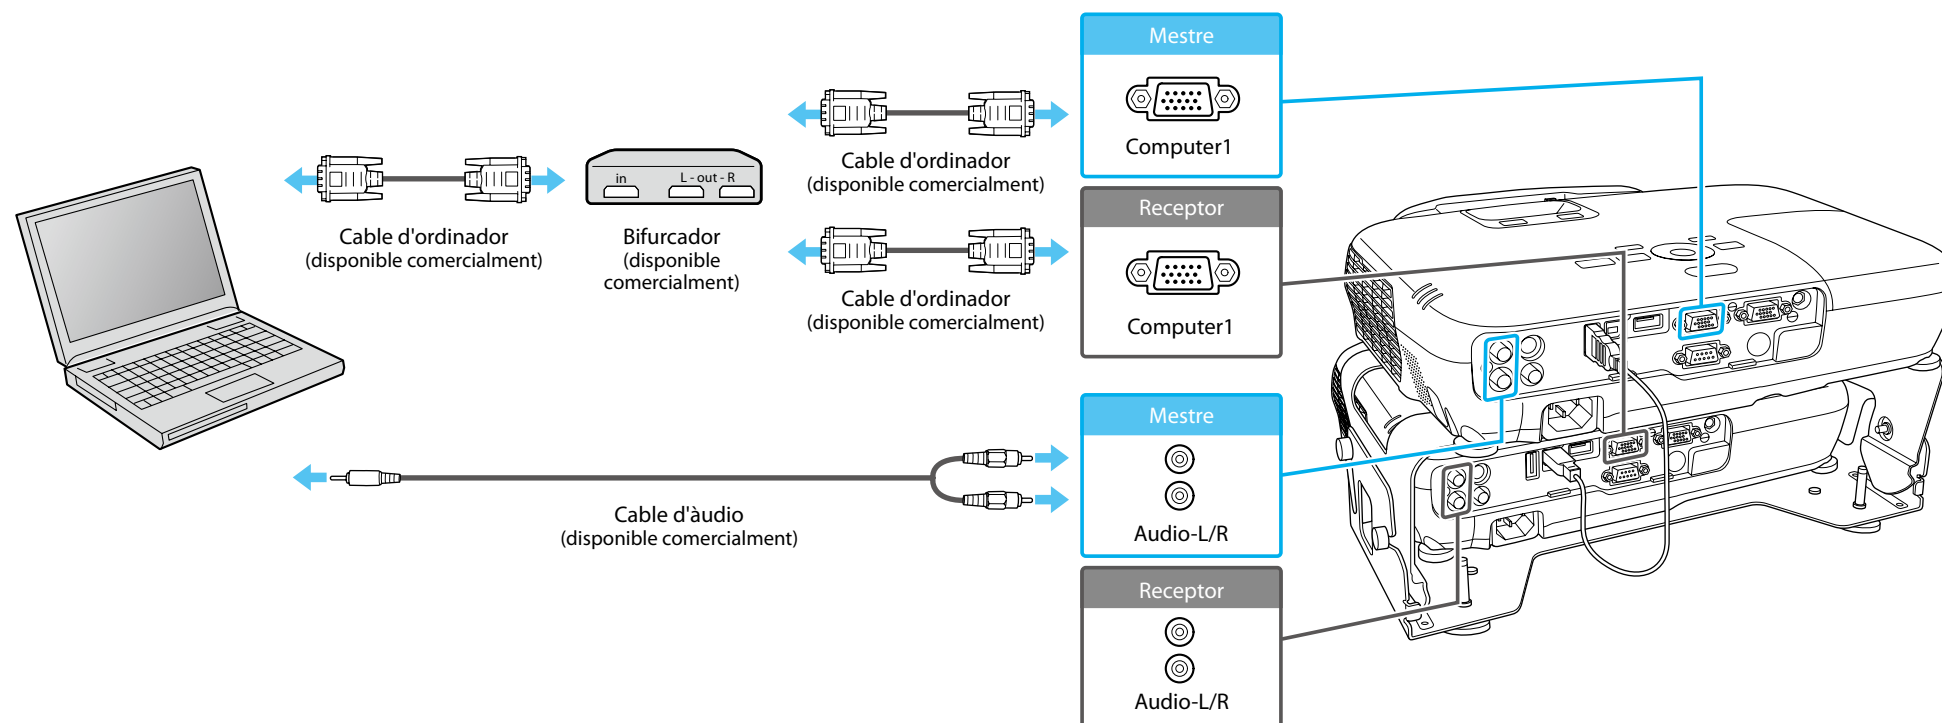 Mestre
Computer1
Cable d'ordinador
(disponible comercialment)
in
L - out - R
Cable d'ordinador
(disponible comercialment)
Bifurcador
(disponible
comercialment)
Receptor
Computer1
Cable d'ordinador
(disponible comercialment)
Mestre
Audio-L/R
Cable d'àudio
(disponible comercialment)
Receptor
Audio-L/R